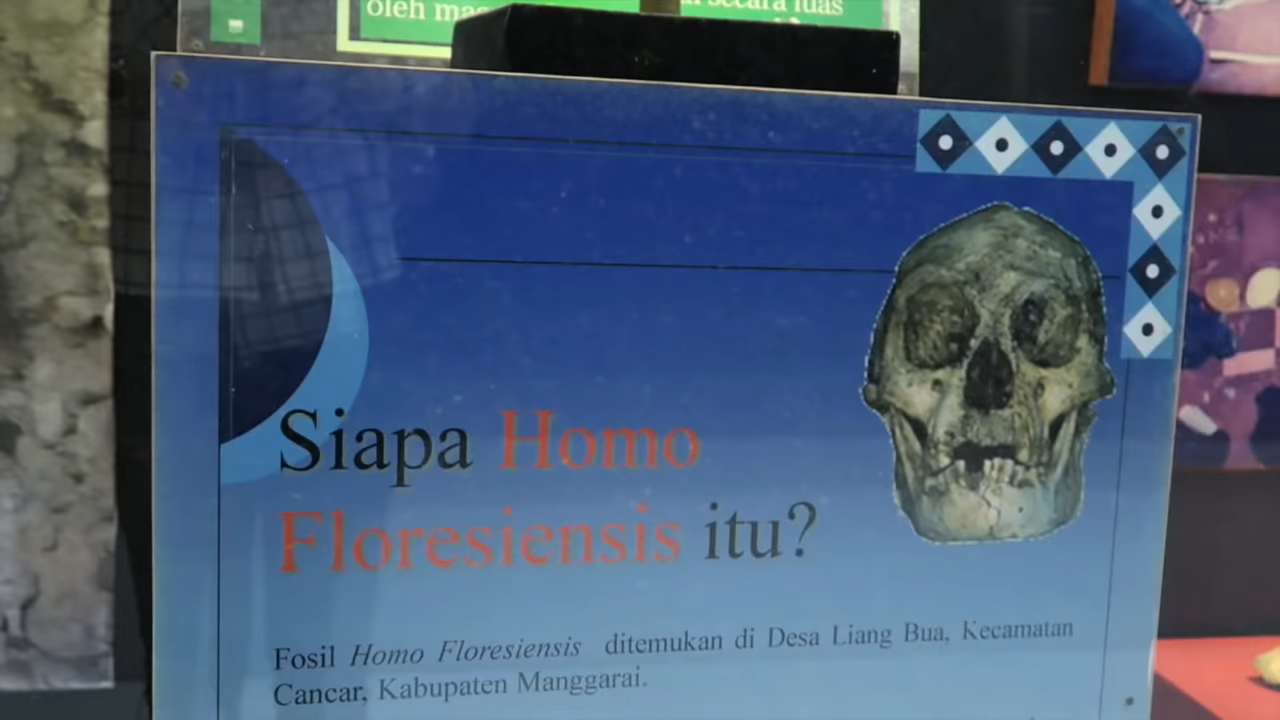 oleh
secara luas
Siapa Homo
Floresiensis itu?
Fosil Homo Floresiensis ditemukan di Desa Liang Bua, Kecamatan
Cancar, Kabupaten Manggarai.